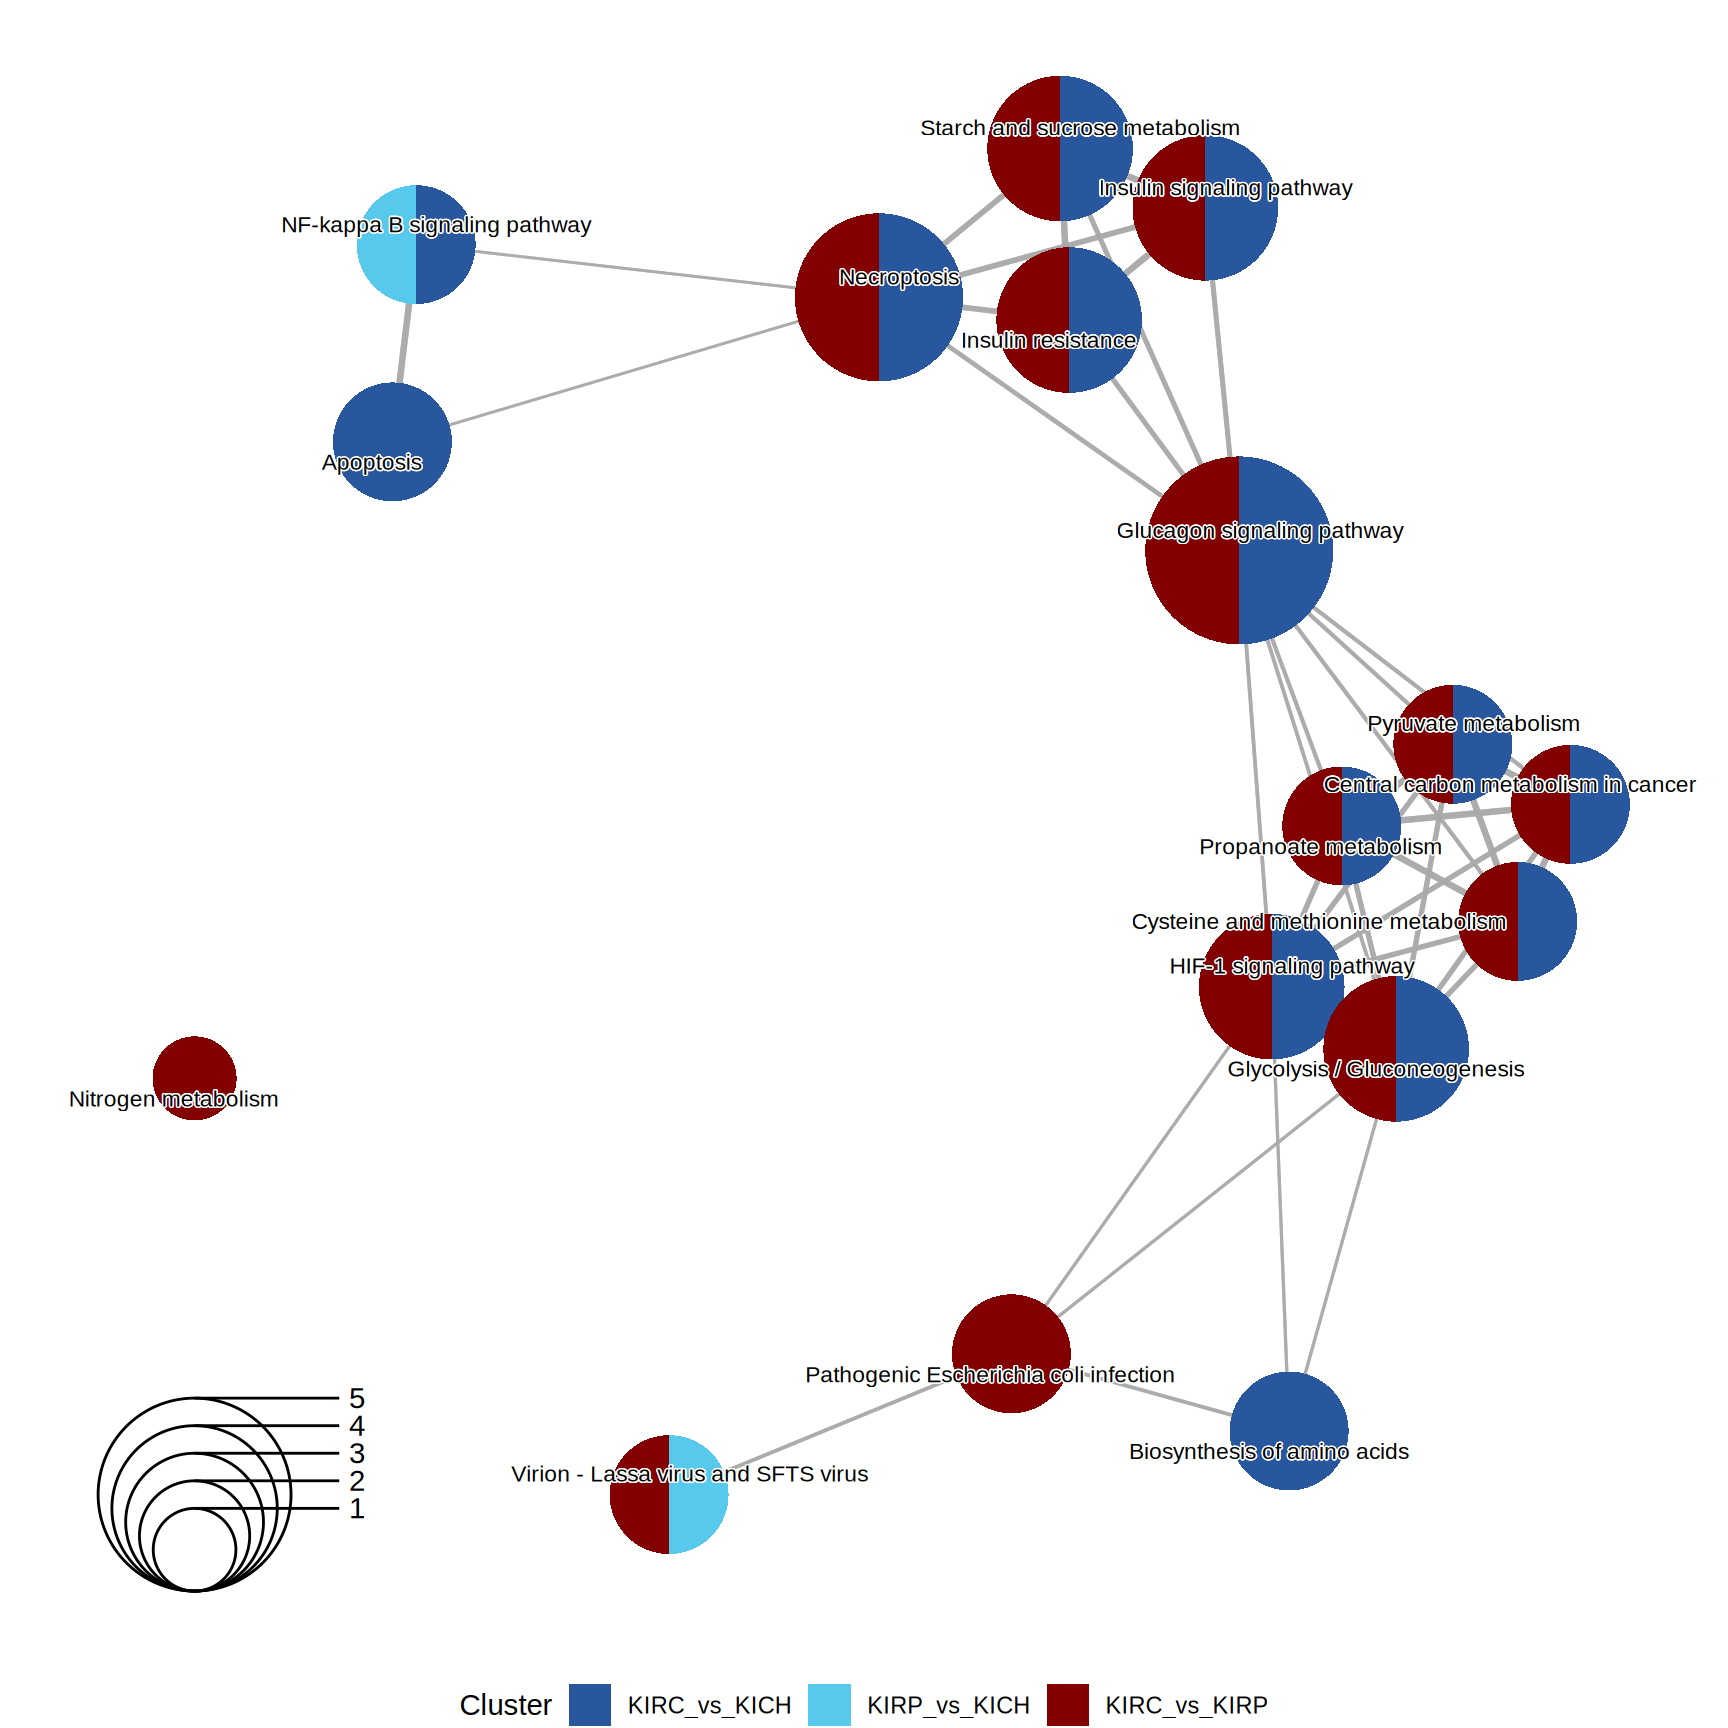 Starch and sucrose metabolism
Insulin signaling pathway
NF-kappa B signaling pathway
Necroptosis
Insulin resistance
Apoptosis
Glucagon signaling pathway
Pyruvate metabolism
Central carbon metabolism in cancer
Propanoate metabolism
Cysteine and methionine metabolism
HIF-1 signaling pathway
Glycolysis / Gluconeogenesis
Nitrogen metabolism
Pathogenic Escherichia coli infection
Biosynthesis of amino acids
Virion - Lassa virus and SFTS virus
5
4
3
2
1
Cluster KIRC_vs_KICH KIRP_vs_KICH KIRC_vs_KIRP